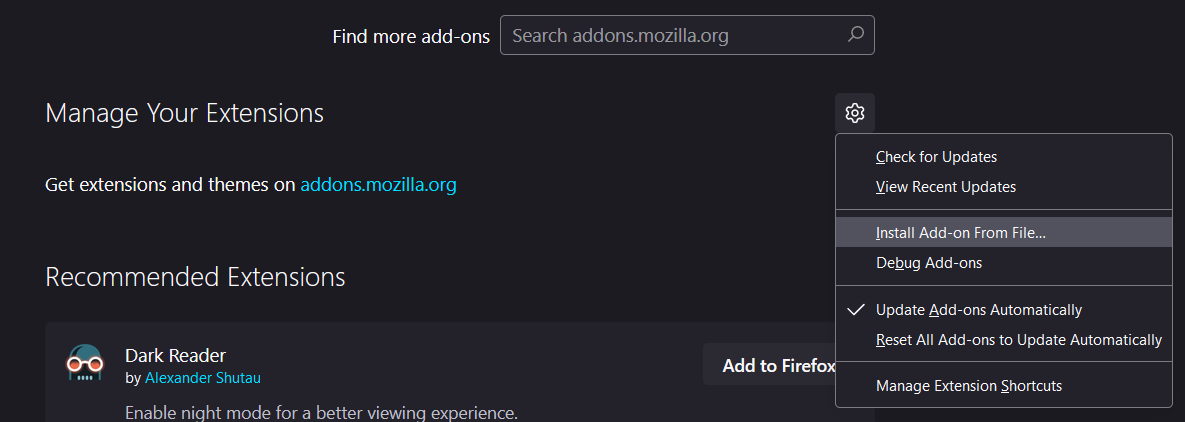 Find more add-ons
Search addons.mozilla.org
Manage Your Extensions
Check for Updates
View Recent Updates
Get extensions and themes on addons.mozilla.org
Install Add-on From File...
Debug Add-ons
Recommended Extensions
Update Add-ons Automatically
Reset All Add-ons to Update Automatically
Dark Reader
by Alexander Shutau
Add to Firefox
Manage Extension Shortcuts
Enable night mode for a better viewing experience.